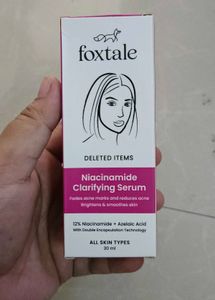 foxtale
DELETED ITEMS
Niacinamide
Clarifying Serum
Fades acne marks and reduces acne
Brightens & smoothes skin
12% Niacinamide + Azelaic Acid
With Double Encapsulation Technology
ALL SKIN TYPES
30 ml